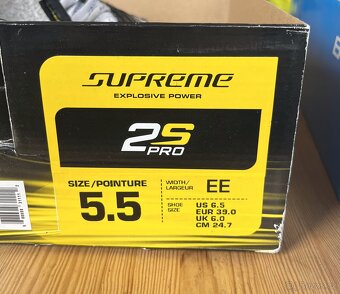 SUPREME
EXPLOSIVE POWER
2S
PRO
SIZE/POINTURE
5.5
WIDTH/
LARGEUR
EE
SHOE
SIZE
US 6.5
EUR 39.0
UK 6.0
CM 24.7